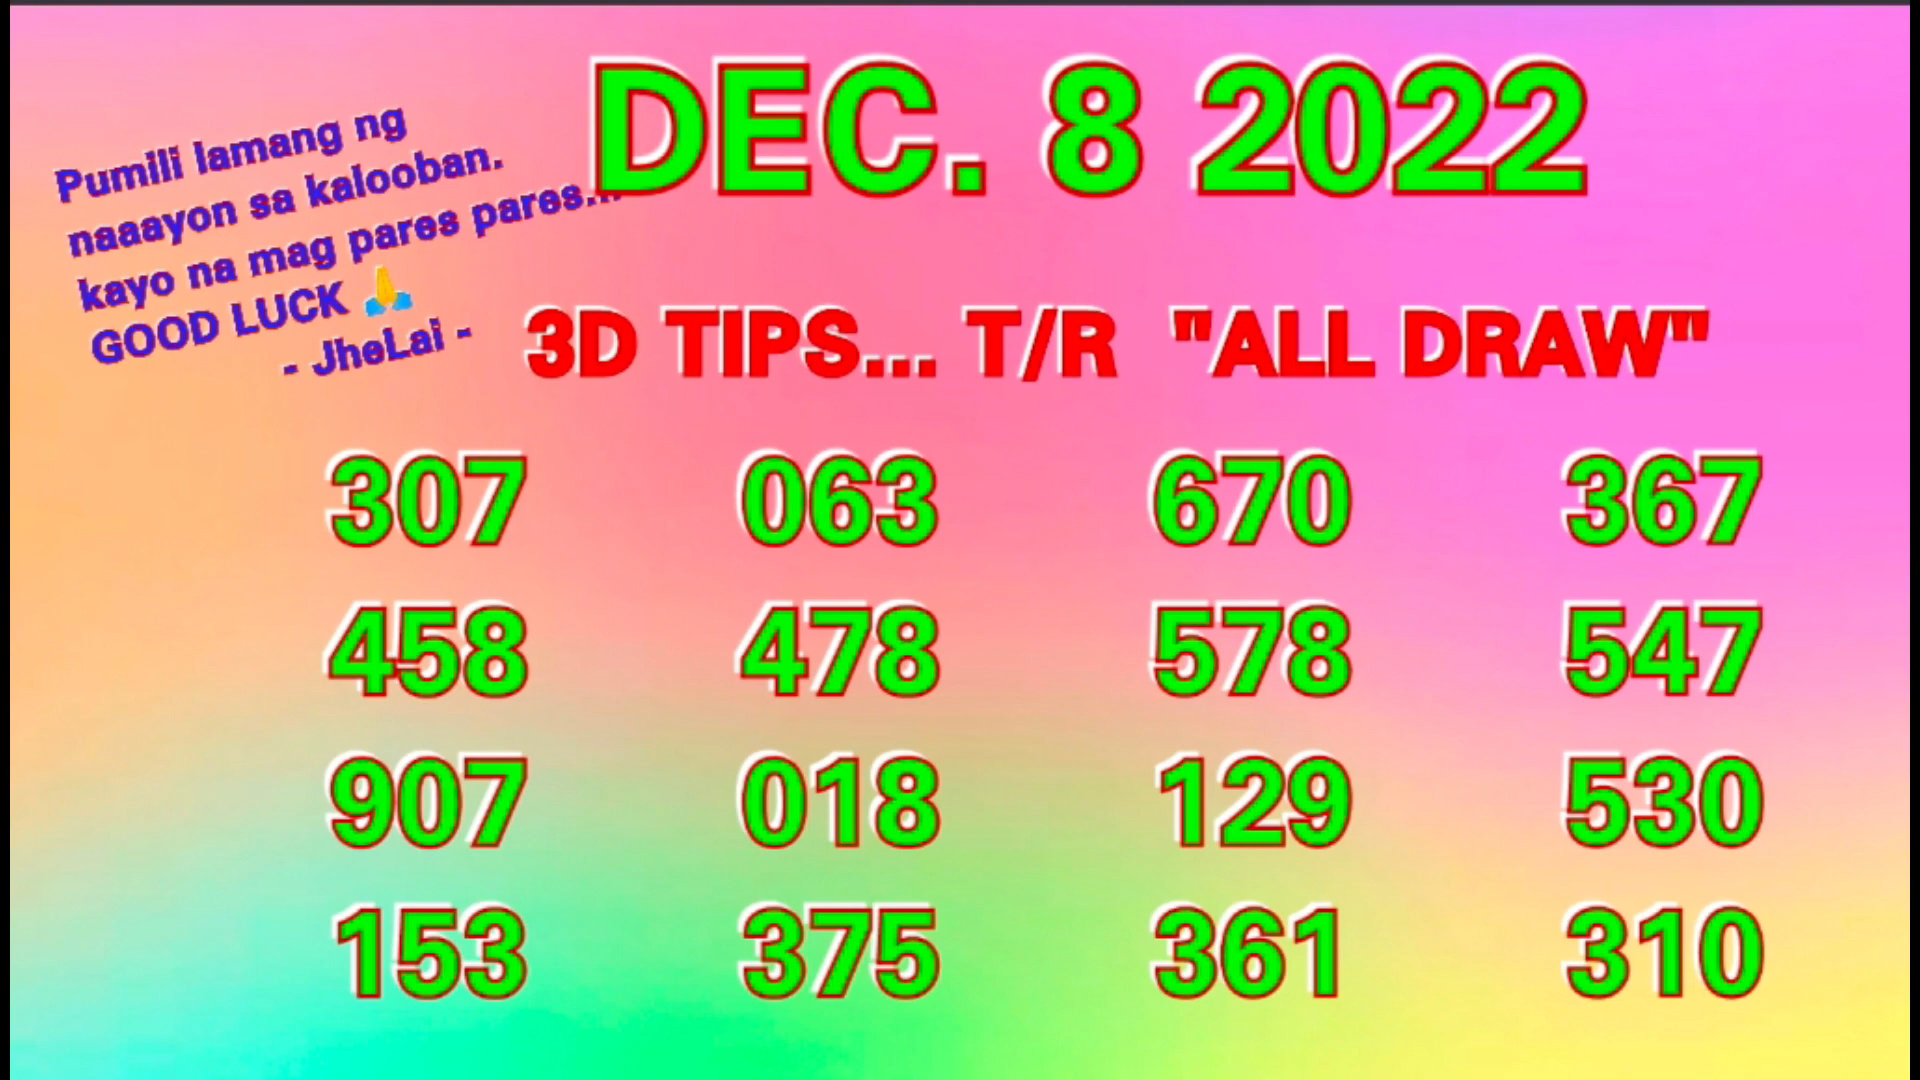 DEC. 8 2022
Pumili lamang ng
naaayon sa kalooban.
kayo na mag pares pares...
GOOD LUCK 🙏
- JheLai -
3D TIPS... T/R "ALL DRAW"
307 063 670 367
458 478 578 547
907 018 129 530
153 375 361 310